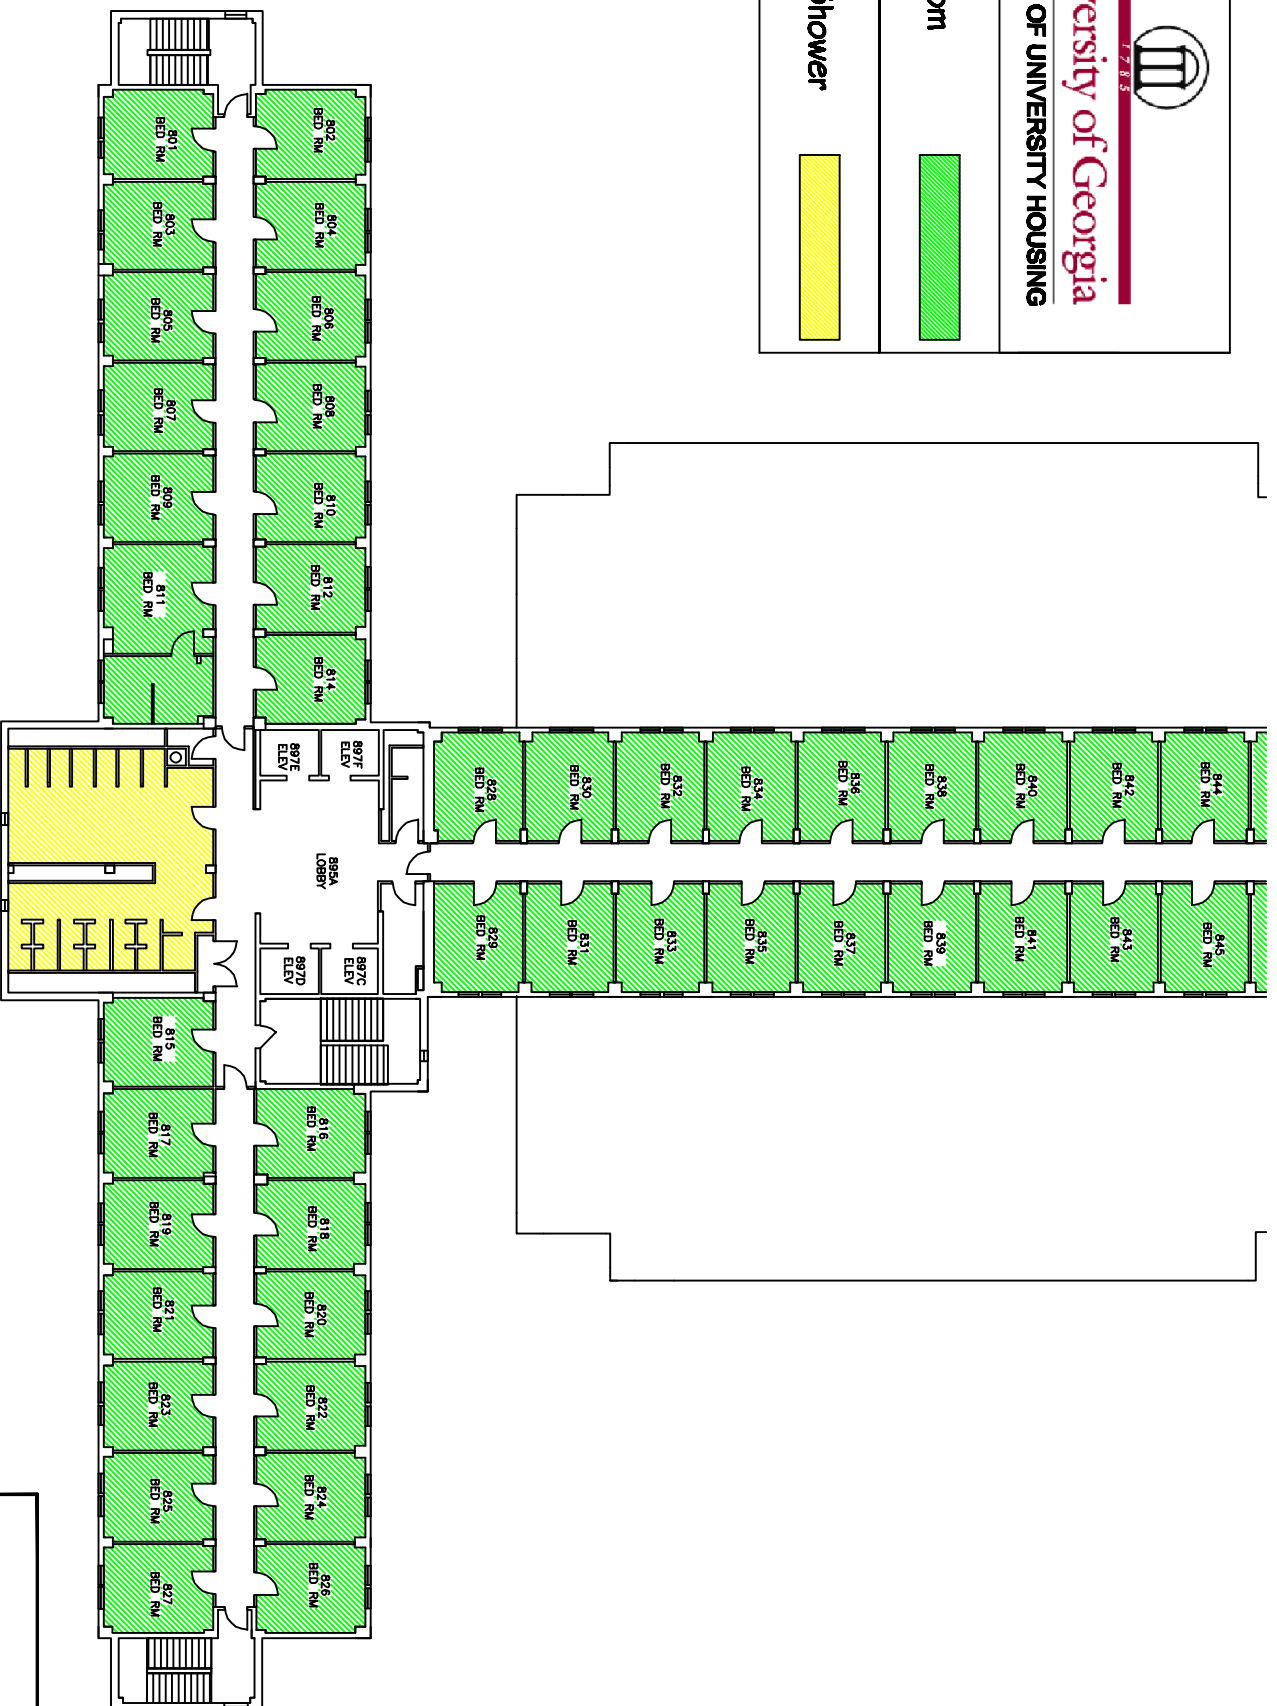 1785
ersity of Georgia
OF UNIVERSITY HOUSING
om
Shower
801
BED RM
802
BED RM
803
BED RM
804
BED RM
805
BED RM
806
BED RM
807
BED RM
808
BED RM
809
BED RM
810
BED RM
811
BED RM
812
BED RM
814
BED RM
897E
ELEV
897F
ELEV
895A
LOBBY
897D
ELEV
897C
ELEV
828
BED RM
830
BED RM
832
BED RM
834
BED RM
836
BED RM
838
BED RM
840
BED RM
842
BED RM
844
BED RM
829
BED RM
831
BED RM
833
BED RM
835
BED RM
837
BED RM
839
BED RM
841
BED RM
843
BED RM
845
BED RM
815
BED RM
816
BED RM
817
BED RM
818
BED RM
819
BED RM
820
BED RM
821
BED RM
822
BED RM
823
BED RM
824
BED RM
825
BED RM
826
BED RM
827
BED RM